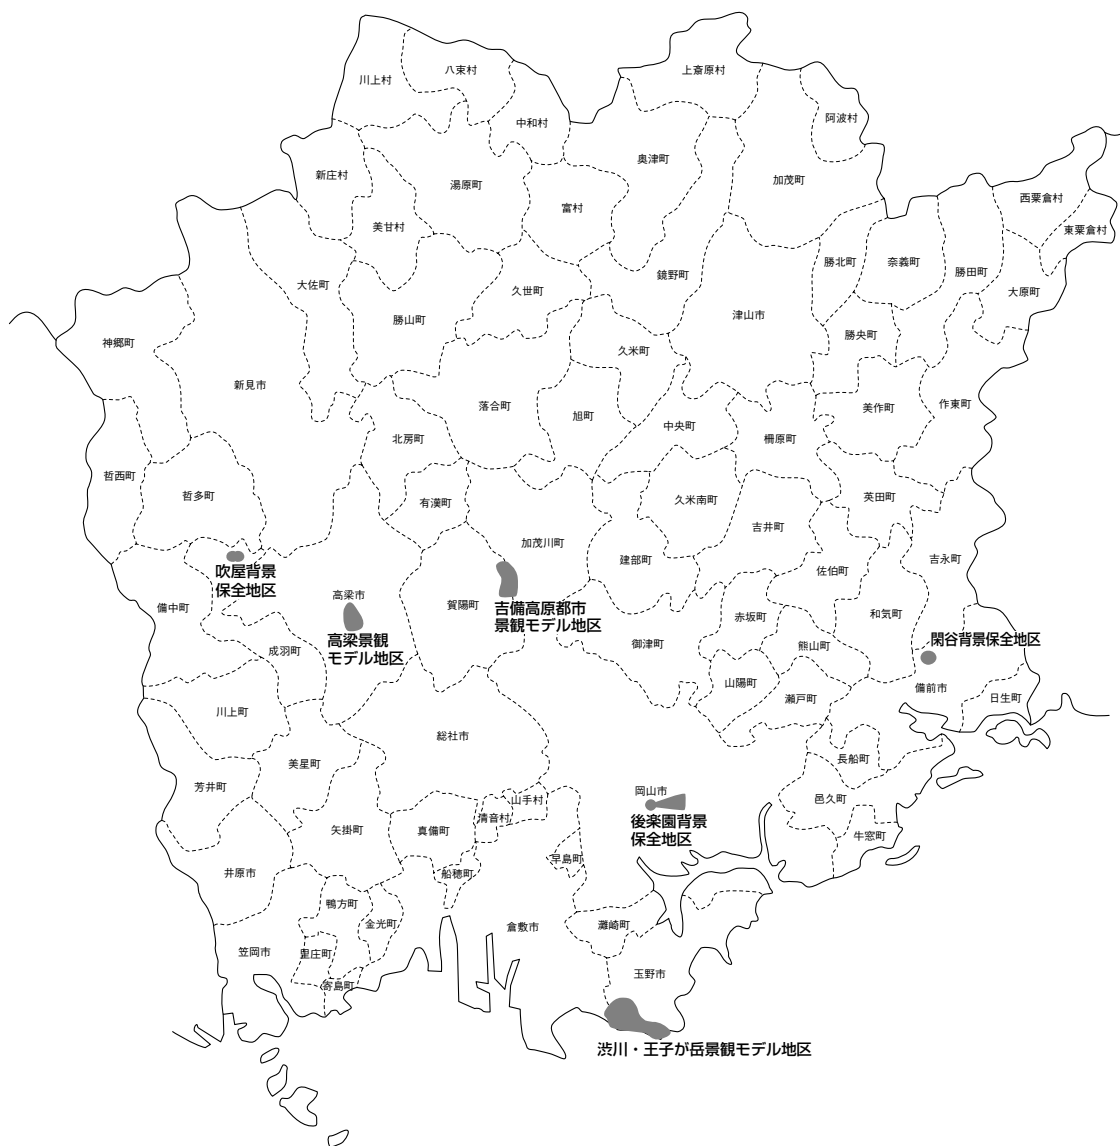 八束村
上斎原村
川上村
阿波村
中和村
奥津町
新庄村
湯原町
加茂町
西粟倉村
富村
美甘村
東粟倉村
勝北町
奈義町
鏡野町
勝田町
大佐町
久世町
大原町
勝山町
津山市
勝央町
神郷町
久米町
新見市
落合町
美作町
作東町
旭町
中央町
北房町
柵原町
哲西町
哲多町
有漢町
久米南町
英田町
吉井町
加茂川町
建部町
吉永町
佐伯町
吹屋背景
保全地区
高梁市
備中町
賀陽町
吉備高原都市
景観モデル地区
和気町
赤坂町
高梁景観
モデル地区
御津町
熊山町
閑谷背景保全地区
成羽町
山陽町
備前市
瀬戸町
日生町
川上町
総社市
美星町
長船町
芳井町
岡山市
山手村
邑久町
清音村
後楽園背景
保全地区
矢掛町
真備町
牛窓町
早島町
井原市
船穂町
鴨方町
金光町
倉敷市
灘崎町
笠岡市
里庄町
玉野市
寄島町
渋川・王子が岳景観モデル地区